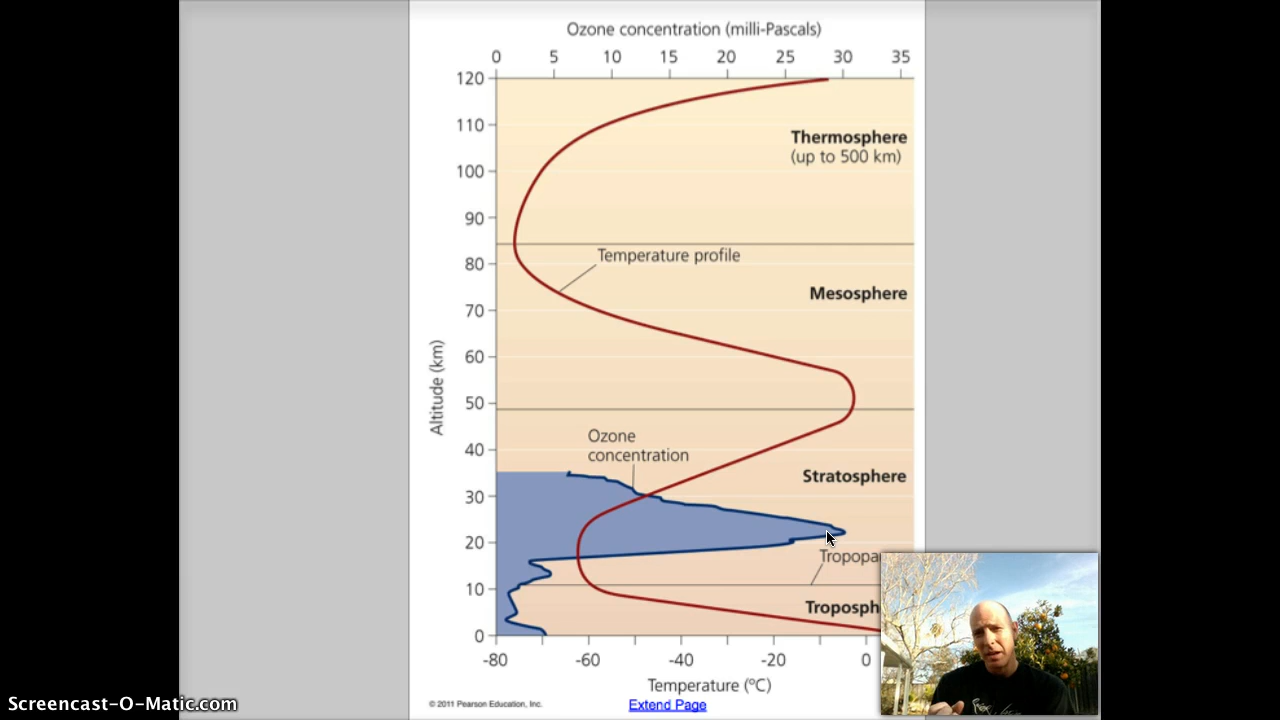 Ozone concentration (milli-Pascals)
0 5 10 15 20 25 30 35
120
110
Thermosphere
(up to 500 km)
100
90
Temperature profile
80
Mesosphere
70
60
Altitude (km)
50
Ozone
concentration
40
Stratosphere
30
20
Tropopa
10
Troposph
0
-80 -60 -40 -20 0
Temperature (ºC)
© 2011 Pearson Education, Inc.
Extend Page
Screencast-O-Matic.com